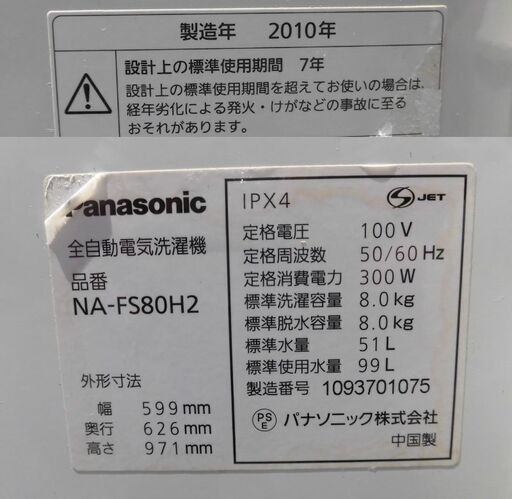 製造年 2010年
設計上の標準使用期間 7年
設計上の標準使用期間を超えてお使いの場合は、
経年劣化による発火・けがなどの事故に至る
おそれがあります。
Panasonic
全自動電気洗濯機
品番
NA-FS80H2
外形寸法
幅 599mm
奥行 626mm
高さ 971mm
IPX4 S JET
定格電圧 100V
定格周波数 50/60Hz
定格消費電力 300W
標準洗濯容量 8.0kg
標準脱水容量 8.0kg
標準水量 51L
標準使用水量 99L
製造番号 1093701075
PSE パナソニック株式会社
中国製